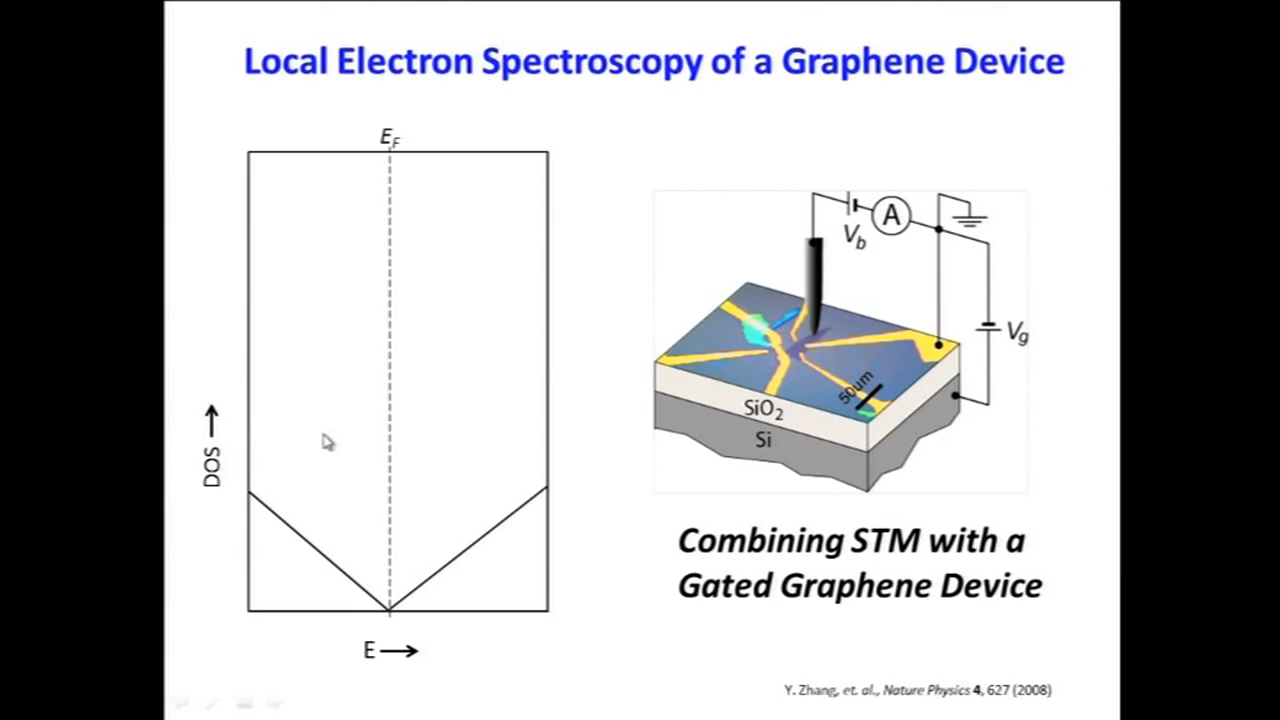 Local Electron Spectroscopy of a Graphene Device
E_F
DOS
E
V_b
A
V_g
50um
SiO₂
Si
Combining STM with a
Gated Graphene Device
Y. Zhang, et. al., Nature Physics 4, 627 (2008)